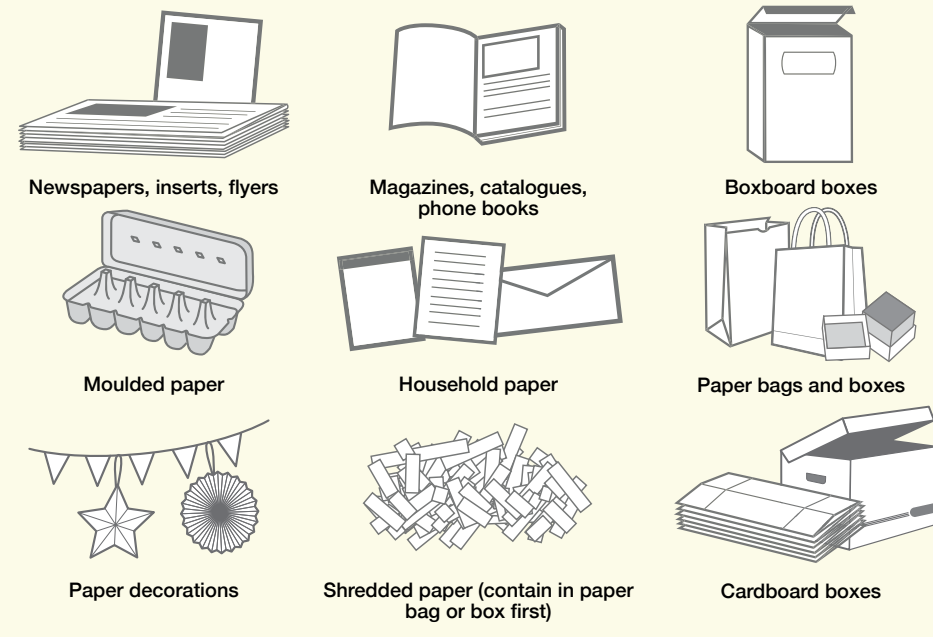 Newspapers, inserts, flyers
Magazines, catalogues,
phone books
Boxboard boxes
Moulded paper
Household paper
Paper bags and boxes
Paper decorations
Shredded paper (contain in paper
bag or box first)
Cardboard boxes